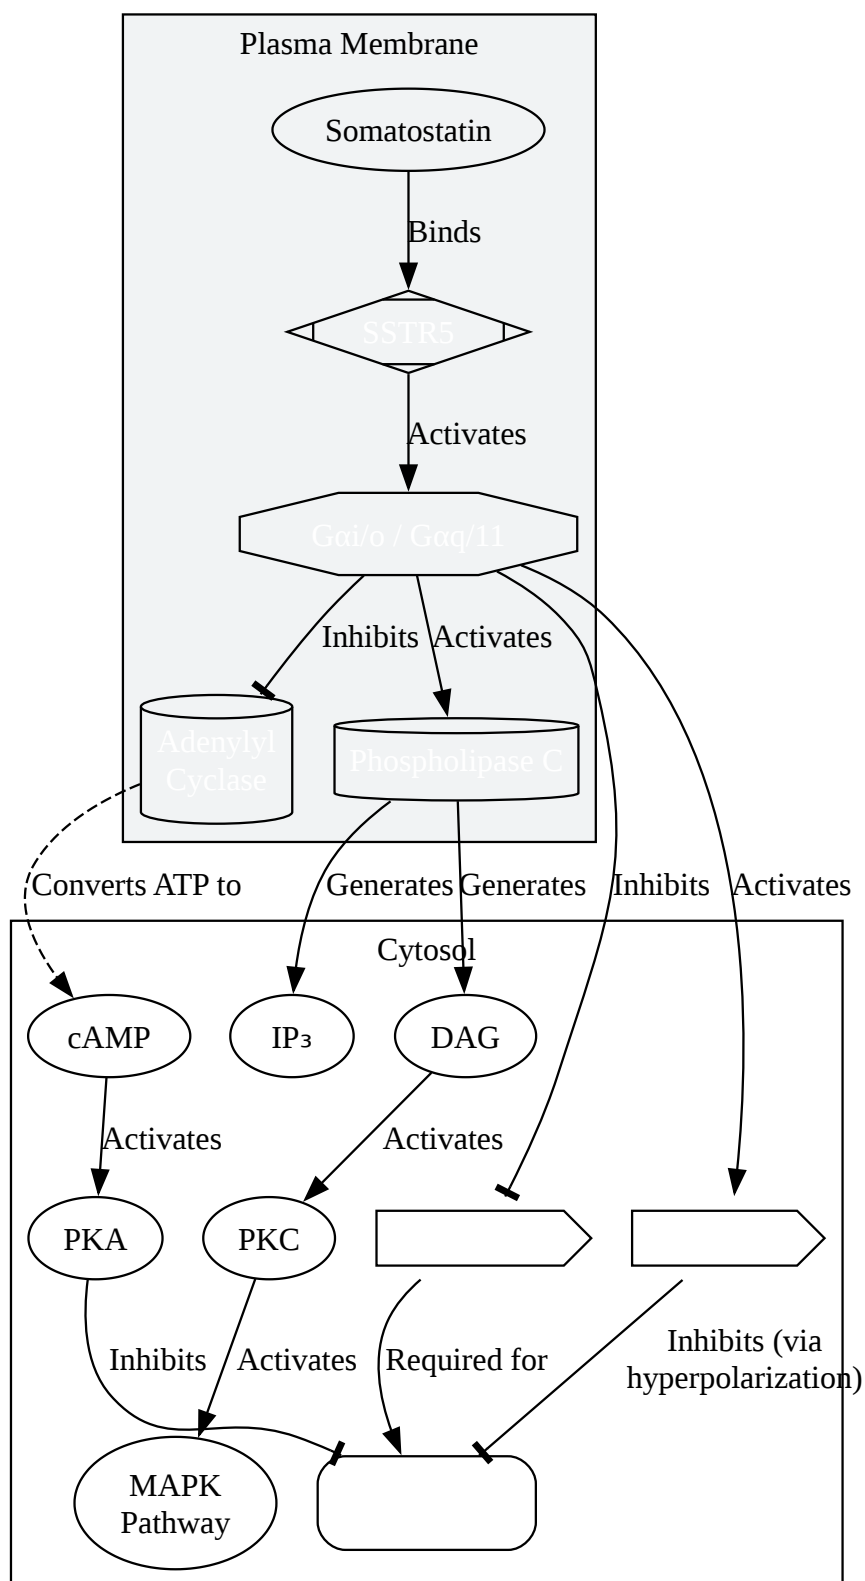 Plasma Membrane
Somatostatin
Binds
SSTR5
Activates
Gαi/o / Gαq/11
Inhibits
Activates
Adenylyl
Cyclase
Phospholipase C
Converts ATP to
Generates
Generates
Inhibits
Activates
Cytosol
cAMP
IP₃
DAG
Activates
Activates
PKA
PKC
Inhibits
Activates
Required for
Inhibits (via
hyperpolarization)
MAPK
Pathway